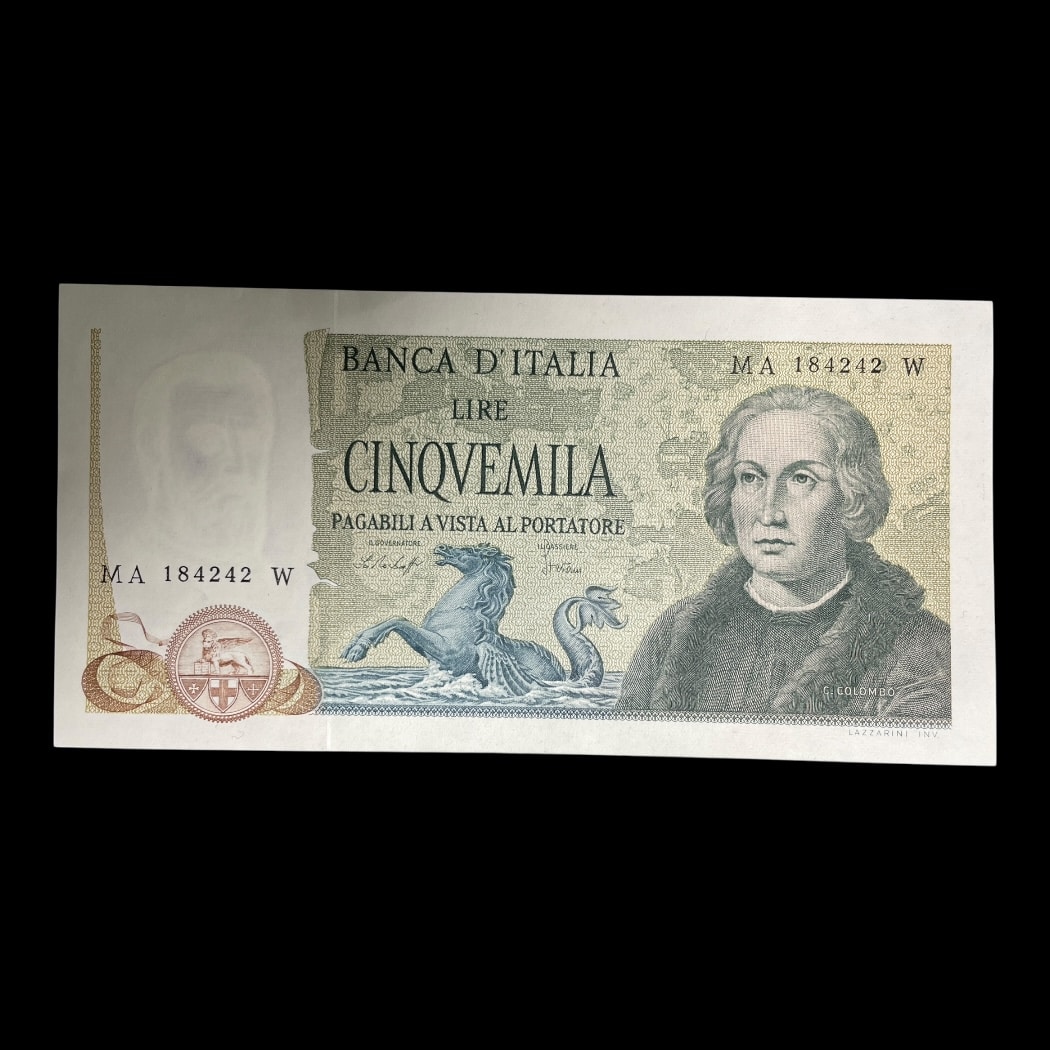 BANCA D'ITALIA
MA 184242 W
LIRE
CINQVEMILA
PAGABILI A VISTA AL PORTATORE
IL GOVERNATORE
IL CASSIERE
MA 184242 W
C. COLOMBO
LAZZARINI INV.